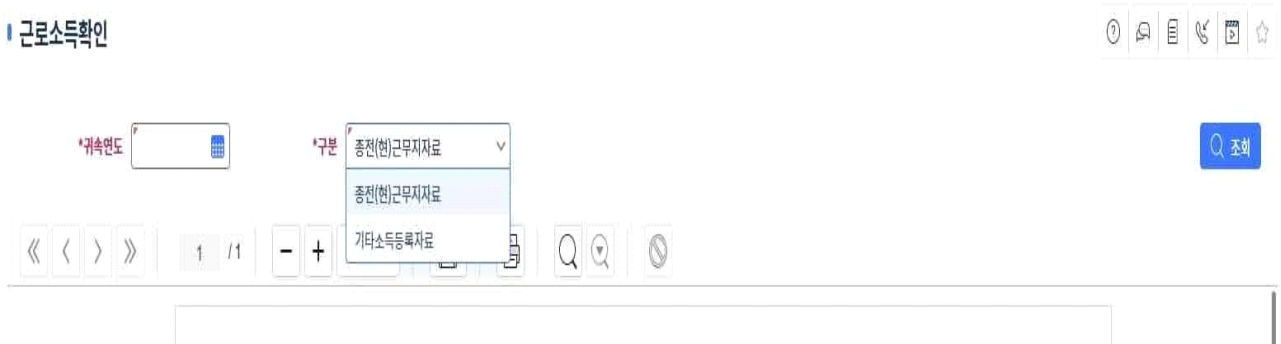 근로소득확인
*귀속연도
*구분 종전(현)근무지자료
조회
종전(현)근무지자료
기타소득등록자료
1 /1